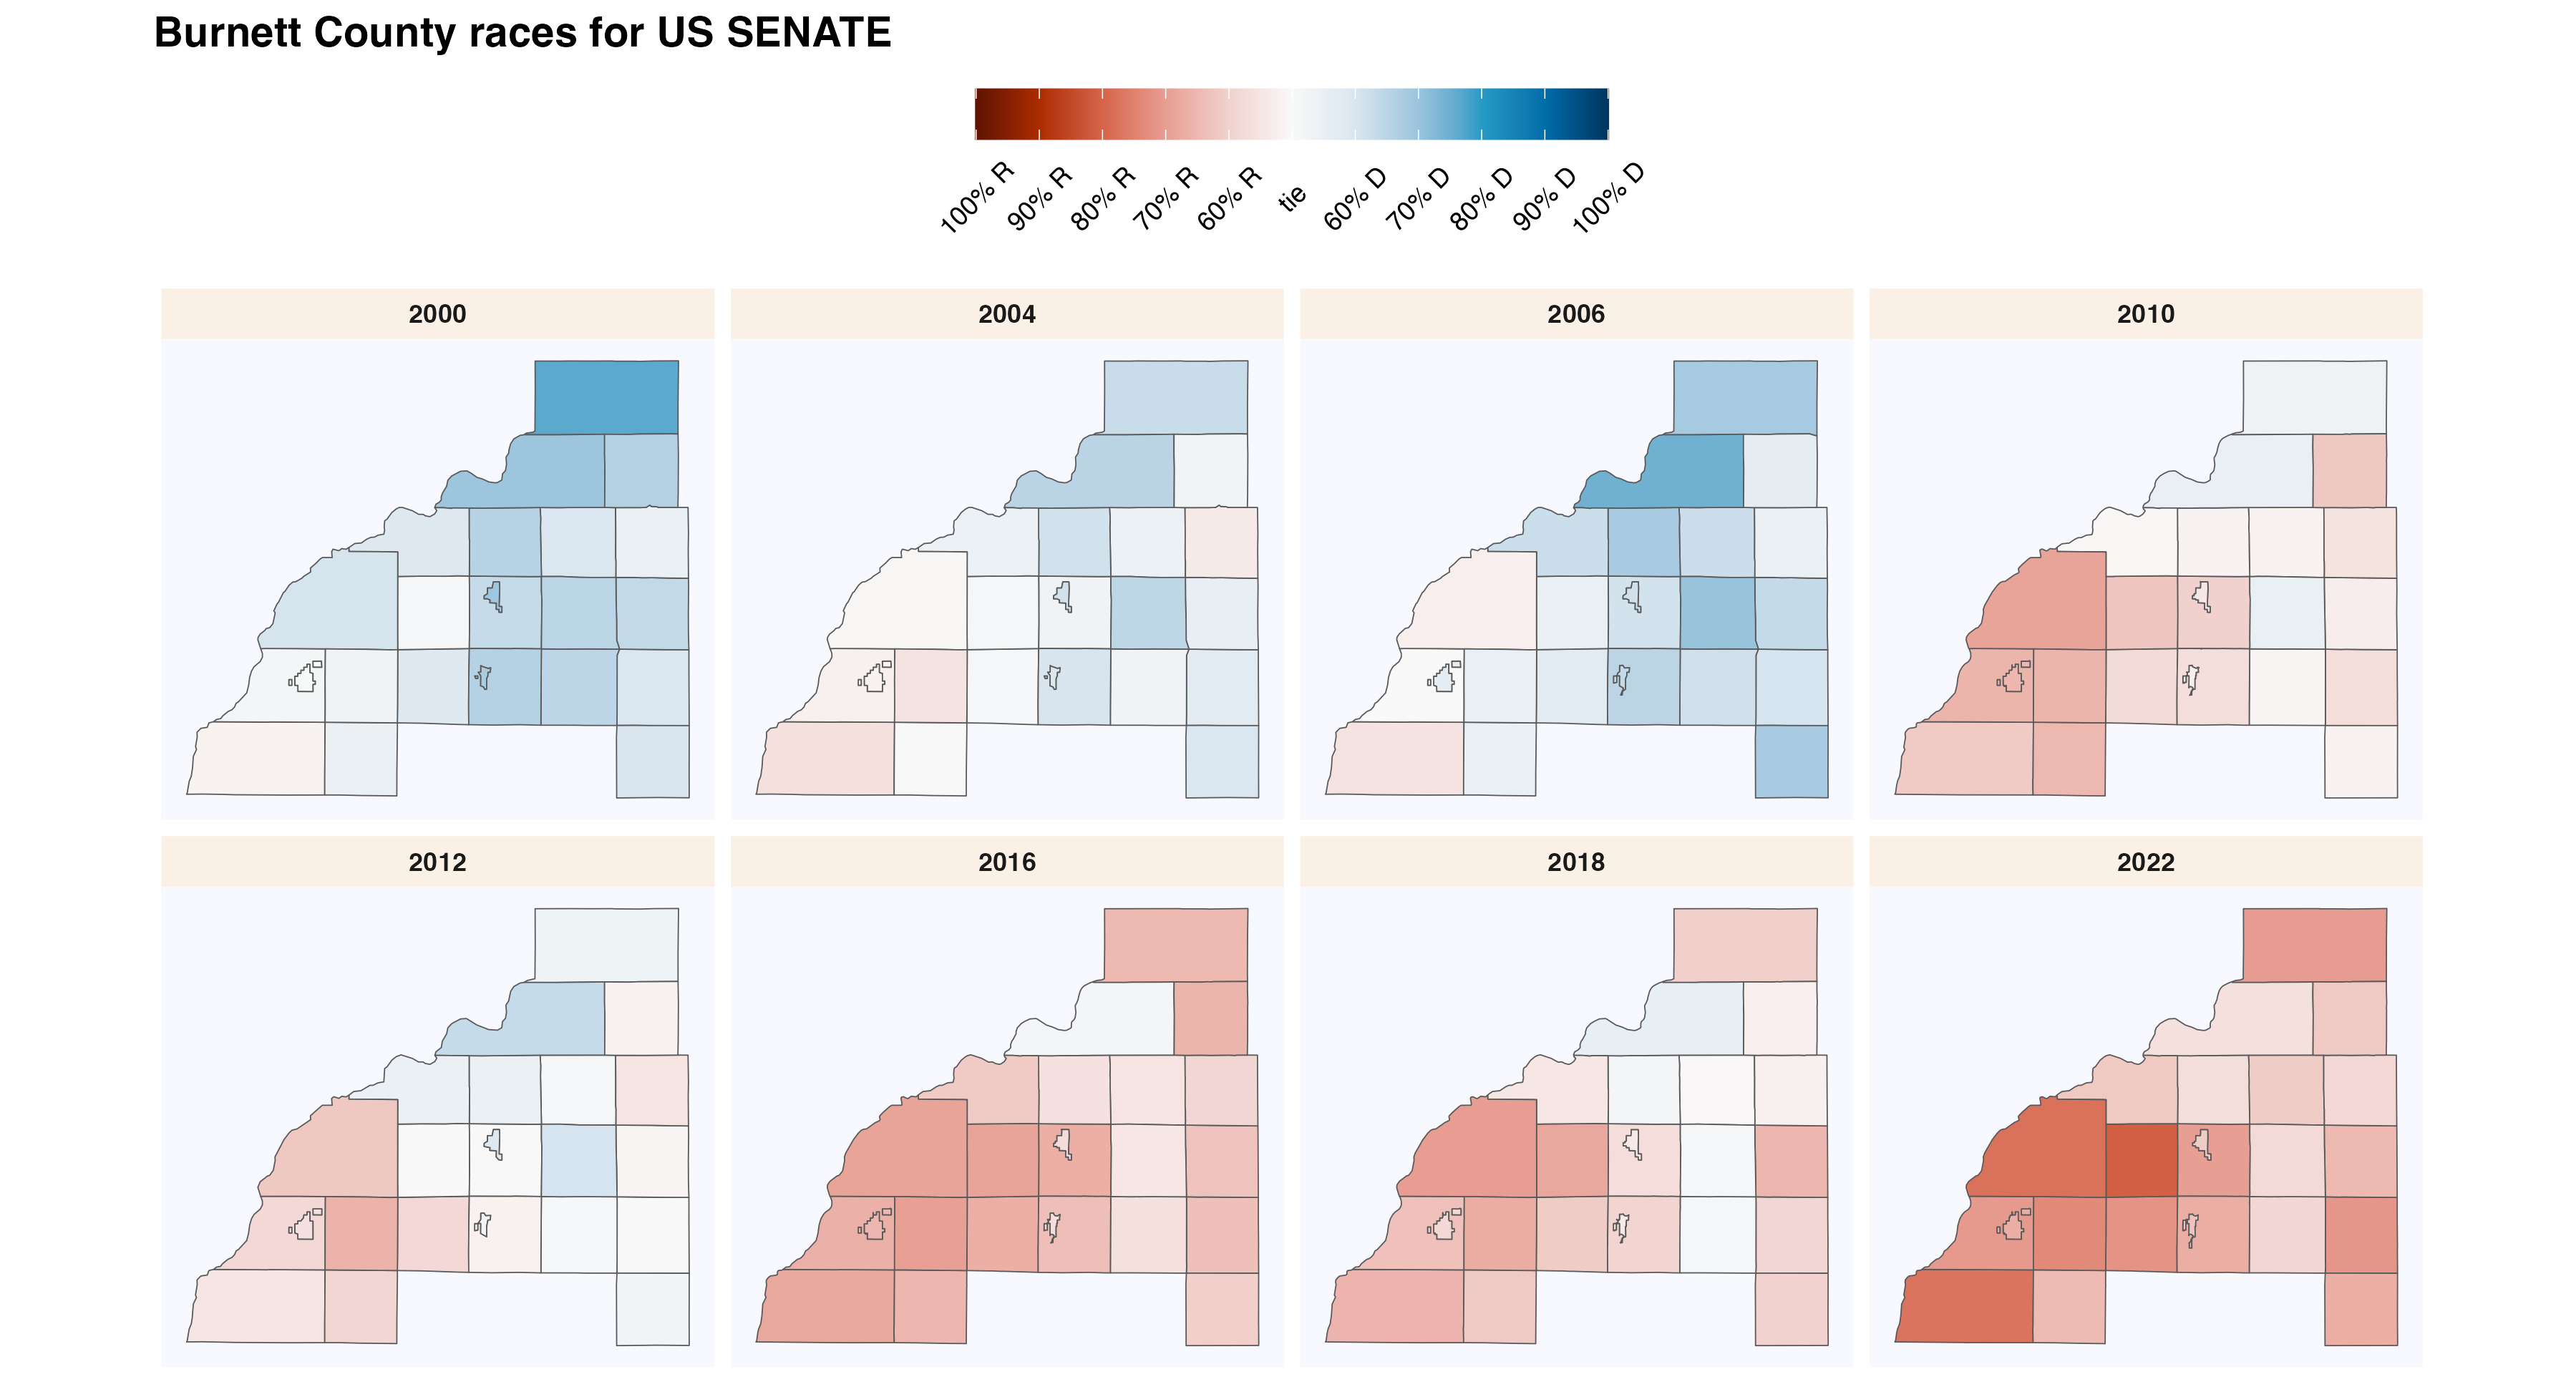 Burnett County races for US SENATE
100% R
90% R
80% R
70% R
60% R
tie
60% D
70% D
80% D
90% D
100% D
2000
2004
2006
2010
2012
2016
2018
2022